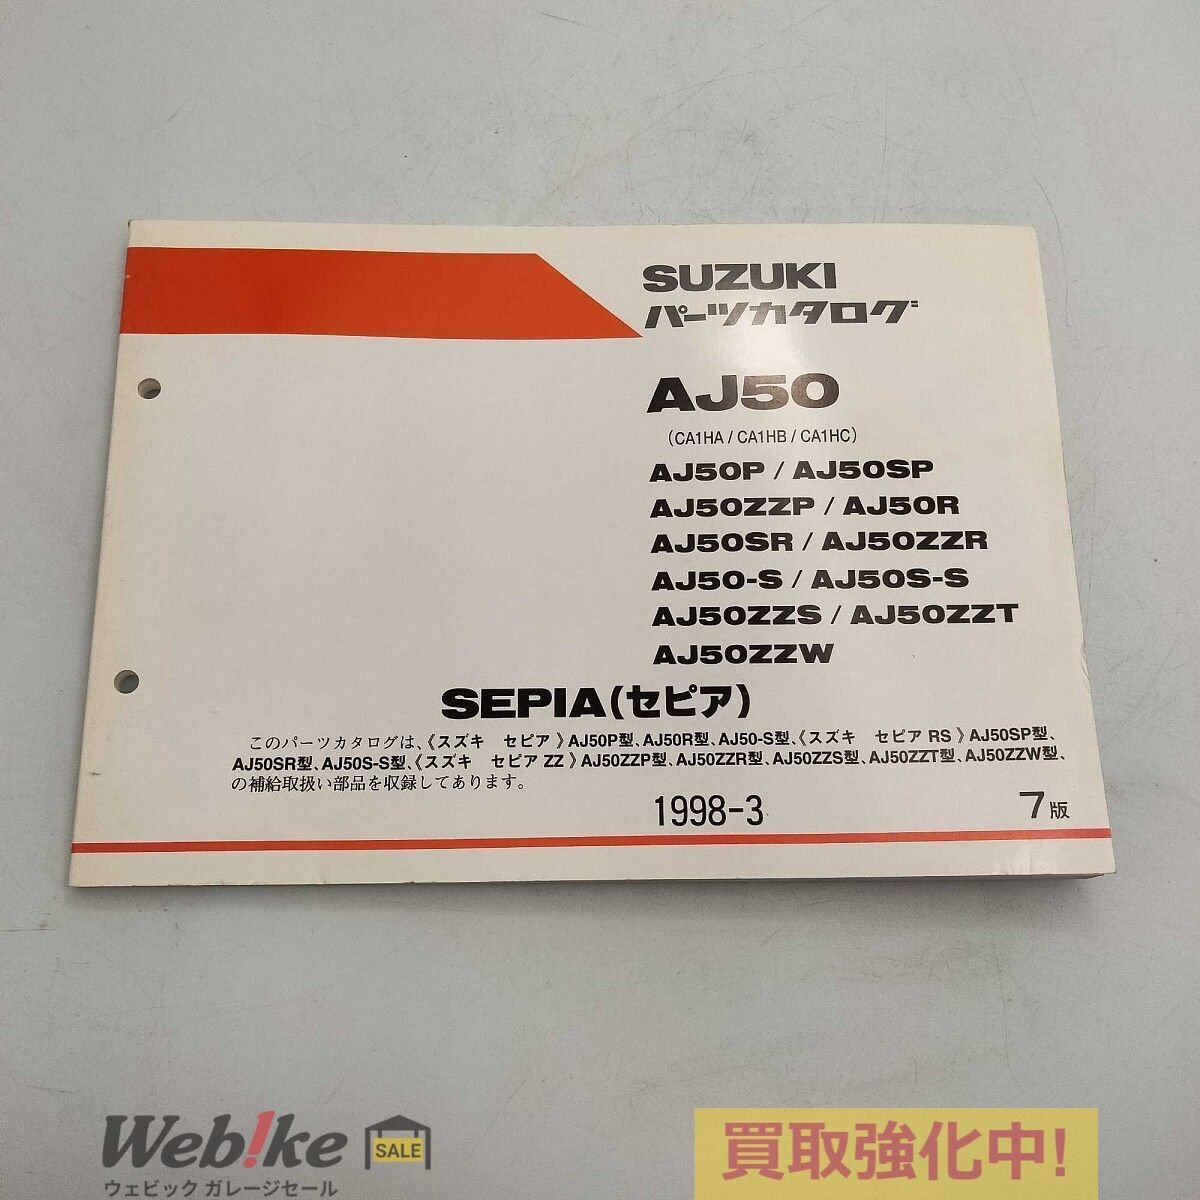 SUZUKI
パーツカタログ
AJ50
(CA1HA / CA1HB / CA1HC)
AJ50P / AJ50SP
AJ50ZZP / AJ50R
AJ50SR / AJ50ZZR
AJ50-S / AJ50S-S
AJ50ZZS / AJ50ZZT
AJ50ZZW
SEPIA(セピア)
このパーツカタログは、《スズキ セピア》AJ50P型、AJ50R型、AJ50-S型、《スズキ セピア RS》AJ50SP型、
AJ50SR型、AJ50S-S型、《スズキ セピア ZZ》AJ50ZZP型、AJ50ZZR型、AJ50ZZS型、AJ50ZZT型、AJ50ZZW型、
の補給取扱い部品を収録してあります。
1998-3 7版
Web!ke SALE
ウェビック ガレージセール
買取強化中!